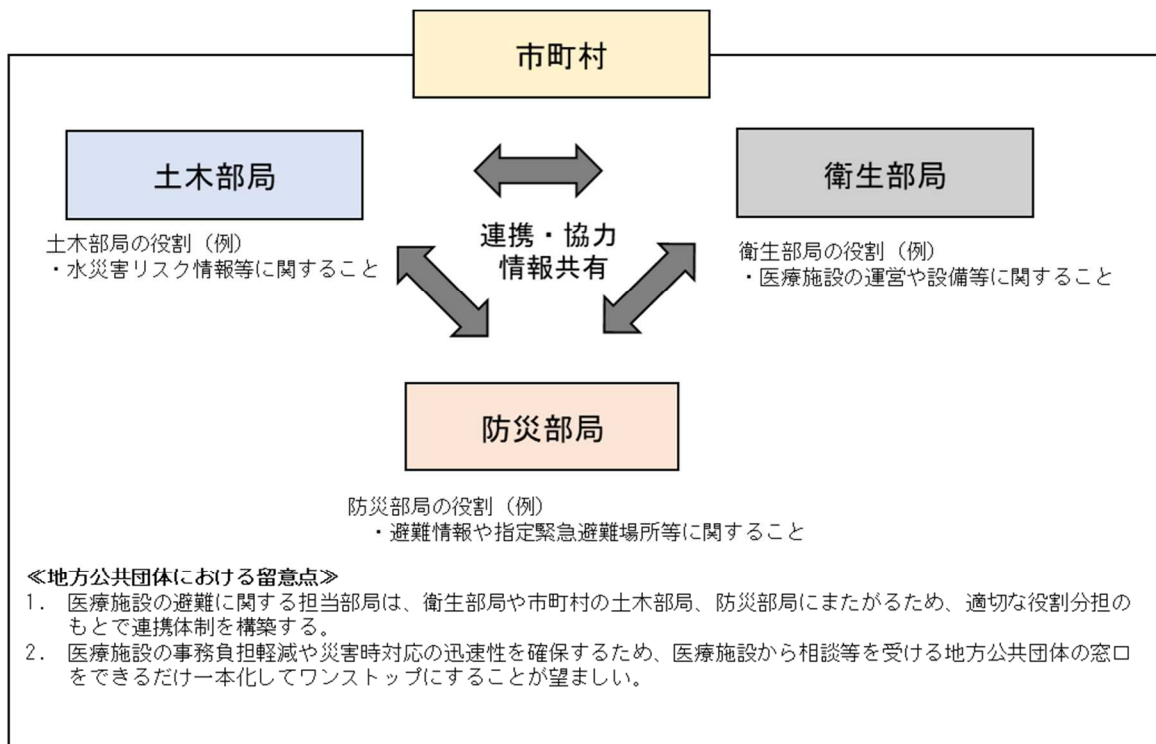 市町村
土木部局
衛生部局
土木部局の役割（例）
・水災害リスク情報等に関すること
連携・協力
情報共有
衛生部局の役割（例）
・医療施設の運営や設備等に関すること
防災部局
防災部局の役割（例）
・避難情報や指定緊急避難場所等に関すること
≪地方公共団体における留意点≫
1． 医療施設の避難に関する担当部局は、衛生部局や市町村の土木部局、防災部局にまたがるため、適切な役割分担の
もとで連携体制を構築する。
2． 医療施設の事務負担軽減や災害時対応の迅速性を確保するため、医療施設から相談等を受ける地方公共団体の窓口
をできるだけ一本化してワンストップにすることが望ましい。